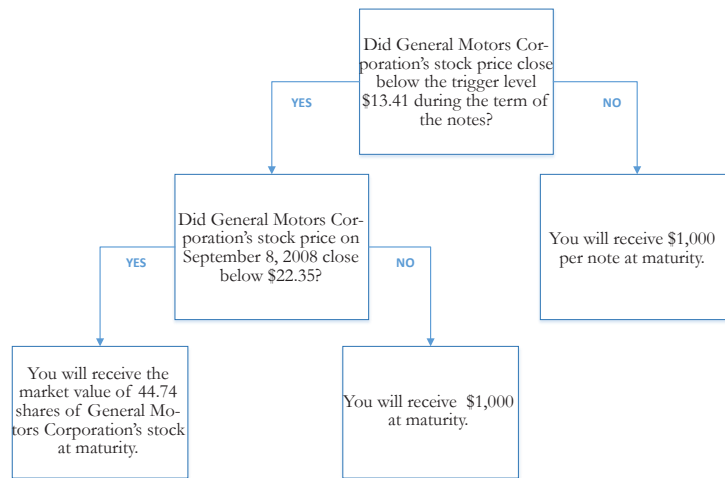 Did General Motors Cor-
poration's stock price close
below the trigger level
$13.41 during the term of
the notes?
YES
NO
Did General Motors Cor-
poration's stock price on
September 8, 2008 close
below $22.35?
You will receive $1,000
per note at maturity.
YES
NO
You will receive the
market value of 44.74
shares of General Mo-
tors Corporation's stock
at maturity.
You will receive $1,000
at maturity.